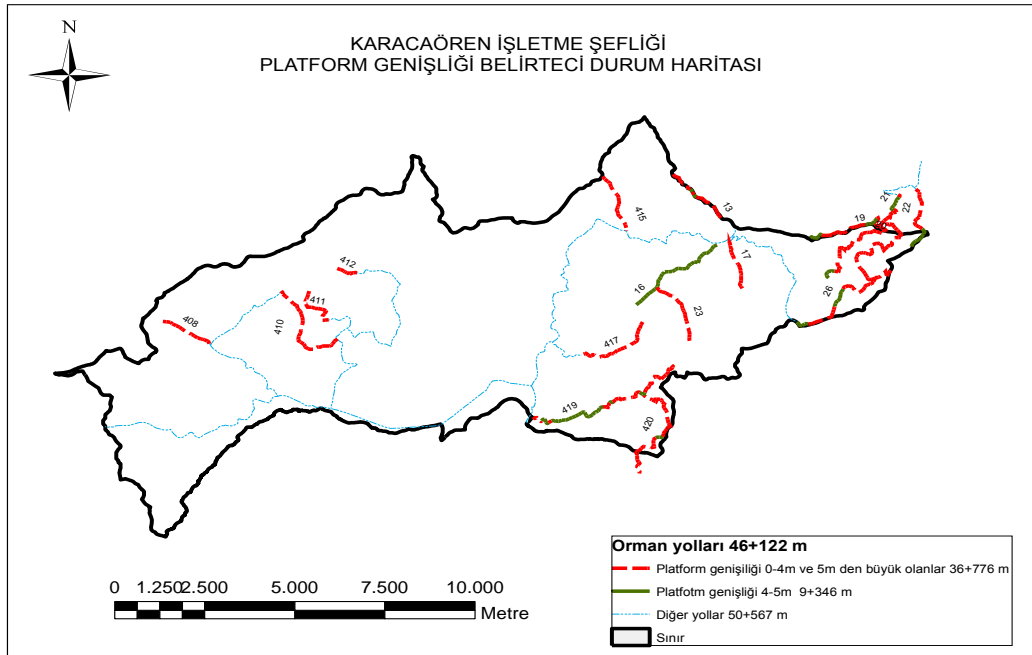 N
KARACAÖREN İŞLETME ŞEFLİĞİ
PLATFORM GENİŞLİĞİ BELİRTECİ DURUM HARİTASI
13
415
21
22
19
17
412
16
26
411
408
410
23
417
419
420
0 1.250 2.500 5.000 7.500 10.000
Metre
Orman yolları 46+122 m
Platform genişiliği 0-4m ve 5m den büyük olanlar 36+776 m
Platfotm genişliği 4-5m 9+346 m
Diğer yollar 50+567 m
Sınır